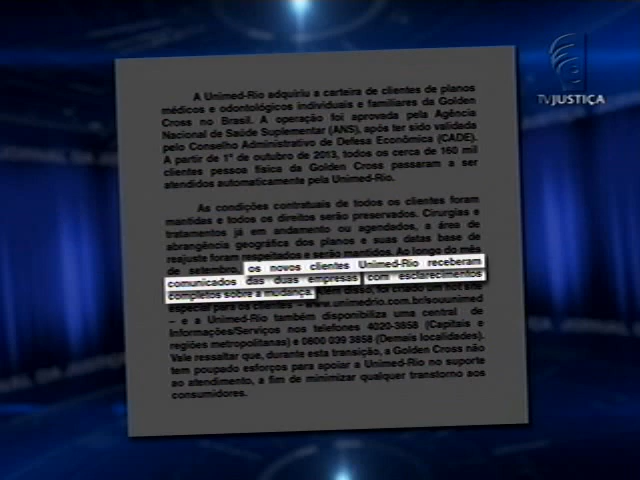 TVJUSTIÇA
A Unimed-Rio adquiriu a carteira de clientes de planos
médicos e odontológicos individuais e familiares da Golden
Cross no Brasil. A operação foi aprovada pela Agência
Nacional de Saúde Suplementar (ANS), após ter sido validada
pelo Conselho Administrativo de Defesa Econômica (CADE).
A partir de 1º de outubro de 2013, todos os cerca de 160 mil
clientes pessoa física da Golden Cross passaram a ser
atendidos automaticamente pela Unimed-Rio.
As condições contratuais de todos os clientes foram
mantidas e todos os direitos serão preservados. Cirurgias e
tratamentos já em andamento ou agendados, a área de
abrangência geográfica dos planos e suas datas base de
reajuste foram respeitados e serão mantidos. Ao longo do mês
de setembro, os novos clientes Unimed-Rio receberam
comunicados das duas empresas com esclarecimentos
completos sobre a mudança.
especial para os clientes - www.unimedrio.com.br/souunimed
– e a Unimed-Rio também disponibiliza uma central de
Informações/Serviços nos telefones 4020-3858 (Capitais e
regiões metropolitanas) e 0800 039 3858 (Demais localidades).
Vale ressaltar que, durante esta transição, a Golden Cross não
tem poupado esforços para apoiar a Unimed-Rio no suporte
ao atendimento, a fim de minimizar qualquer transtorno aos
consumidores.